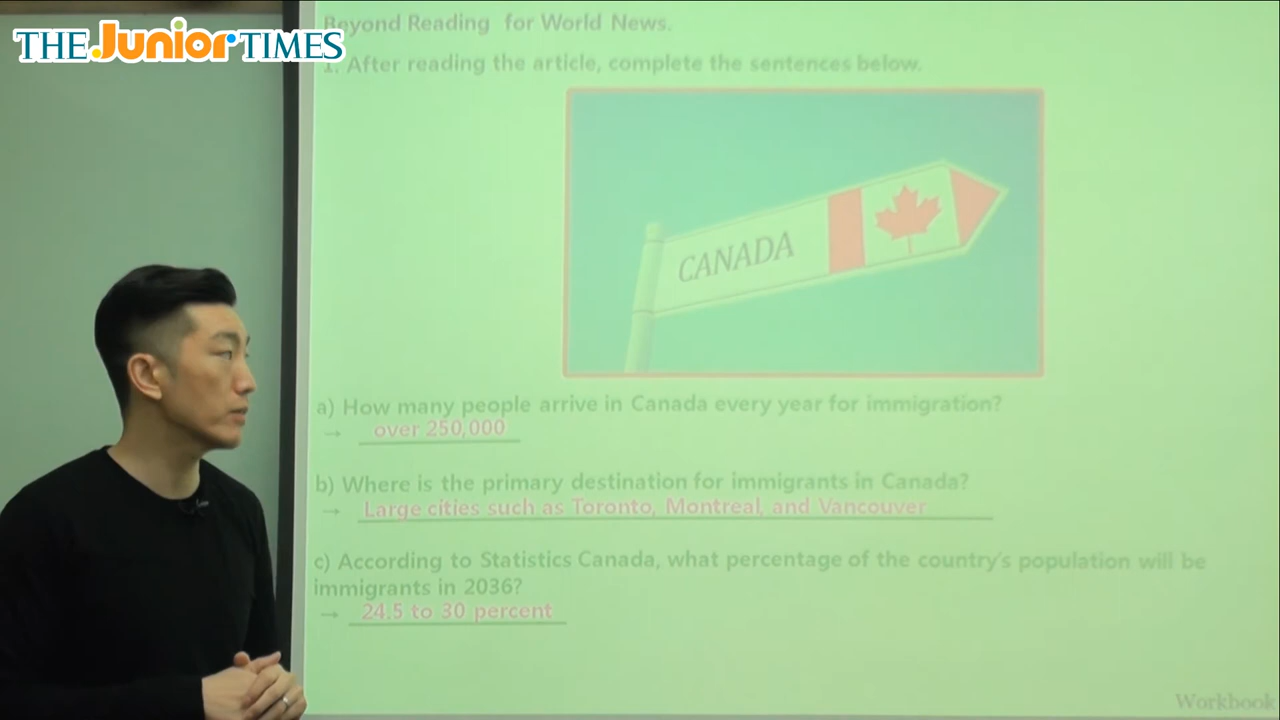 THE Junior TIMES
Beyond Reading for World News.
1. After reading the article, complete the sentences below.
CANADA
a) How many people arrive in Canada every year for immigration?
→ over 250,000
b) Where is the primary destination for immigrants in Canada?
→ Large cities such as Toronto, Montreal, and Vancouver
c) According to Statistics Canada, what percentage of the country's population will be
immigrants in 2036?
→ 24.5 to 30 percent
Workbook